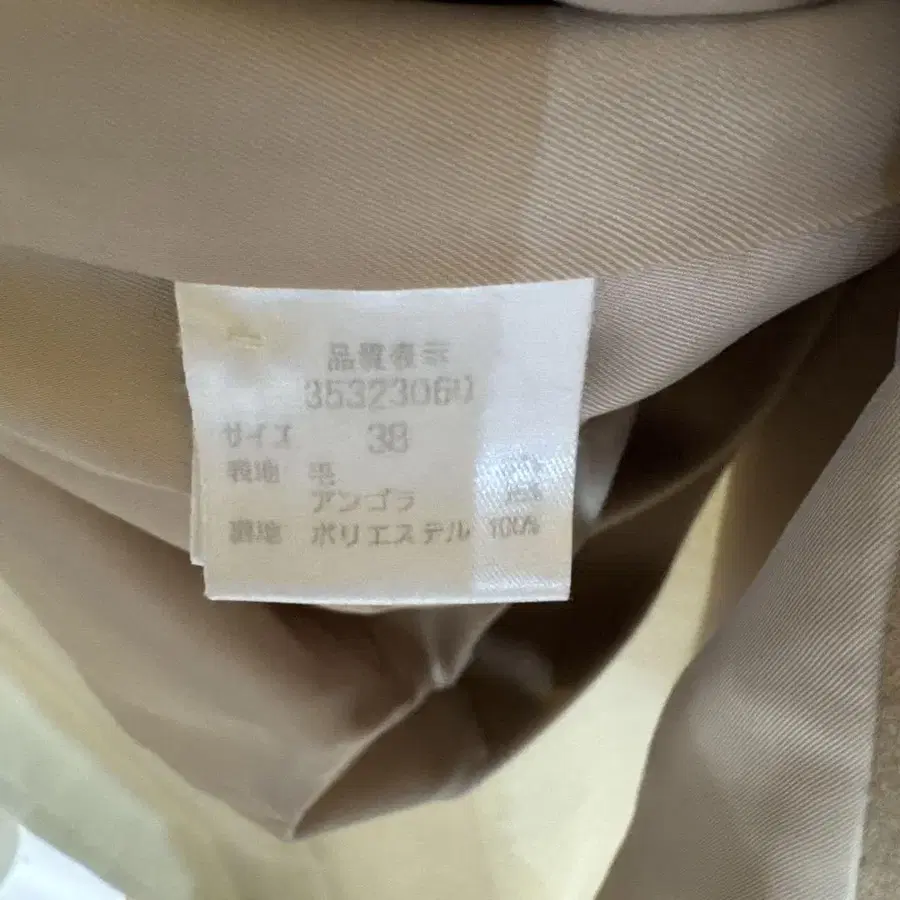 品質表示
サイズ 38
表地 毛
アンゴラ
裏地 ポリエステル 100%